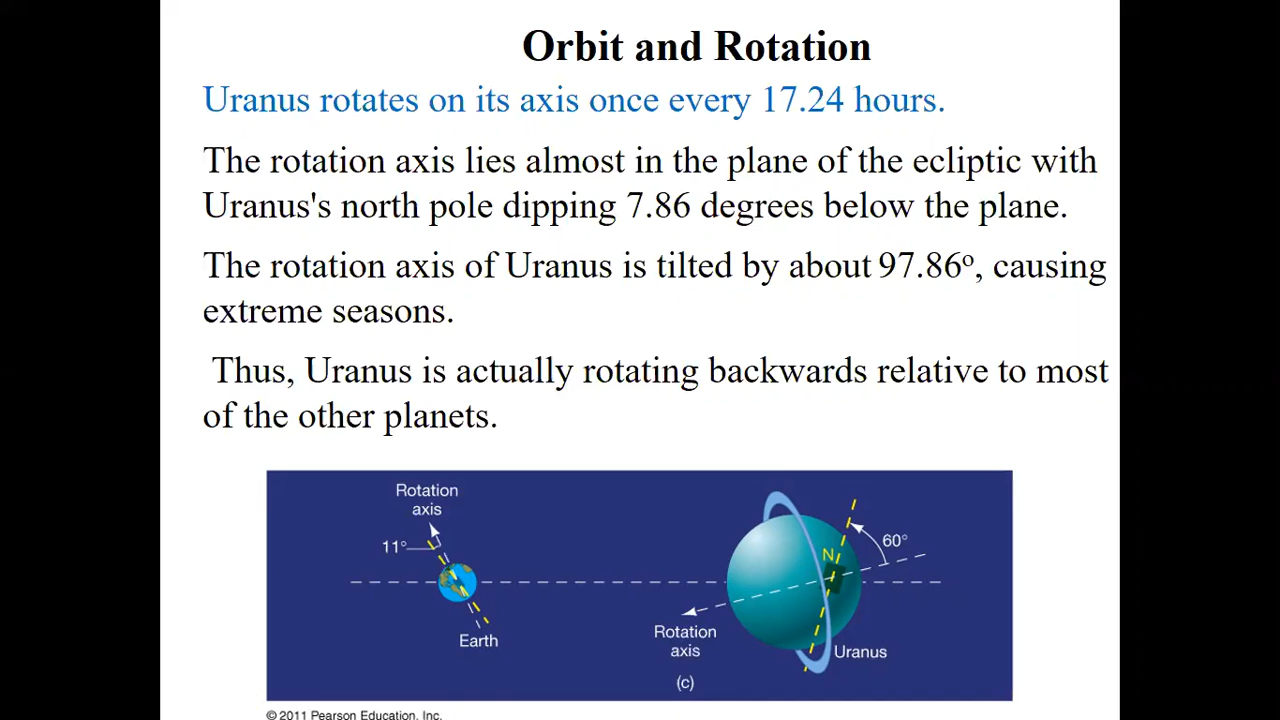 Orbit and Rotation
Uranus rotates on its axis once every 17.24 hours.
The rotation axis lies almost in the plane of the ecliptic with
Uranus's north pole dipping 7.86 degrees below the plane.
The rotation axis of Uranus is tilted by about 97.86º, causing
extreme seasons.
Thus, Uranus is actually rotating backwards relative to most
of the other planets.
Rotation
axis
11°
Earth
N
60°
Rotation
axis
Uranus
(c)
© 2011 Pearson Education, Inc.